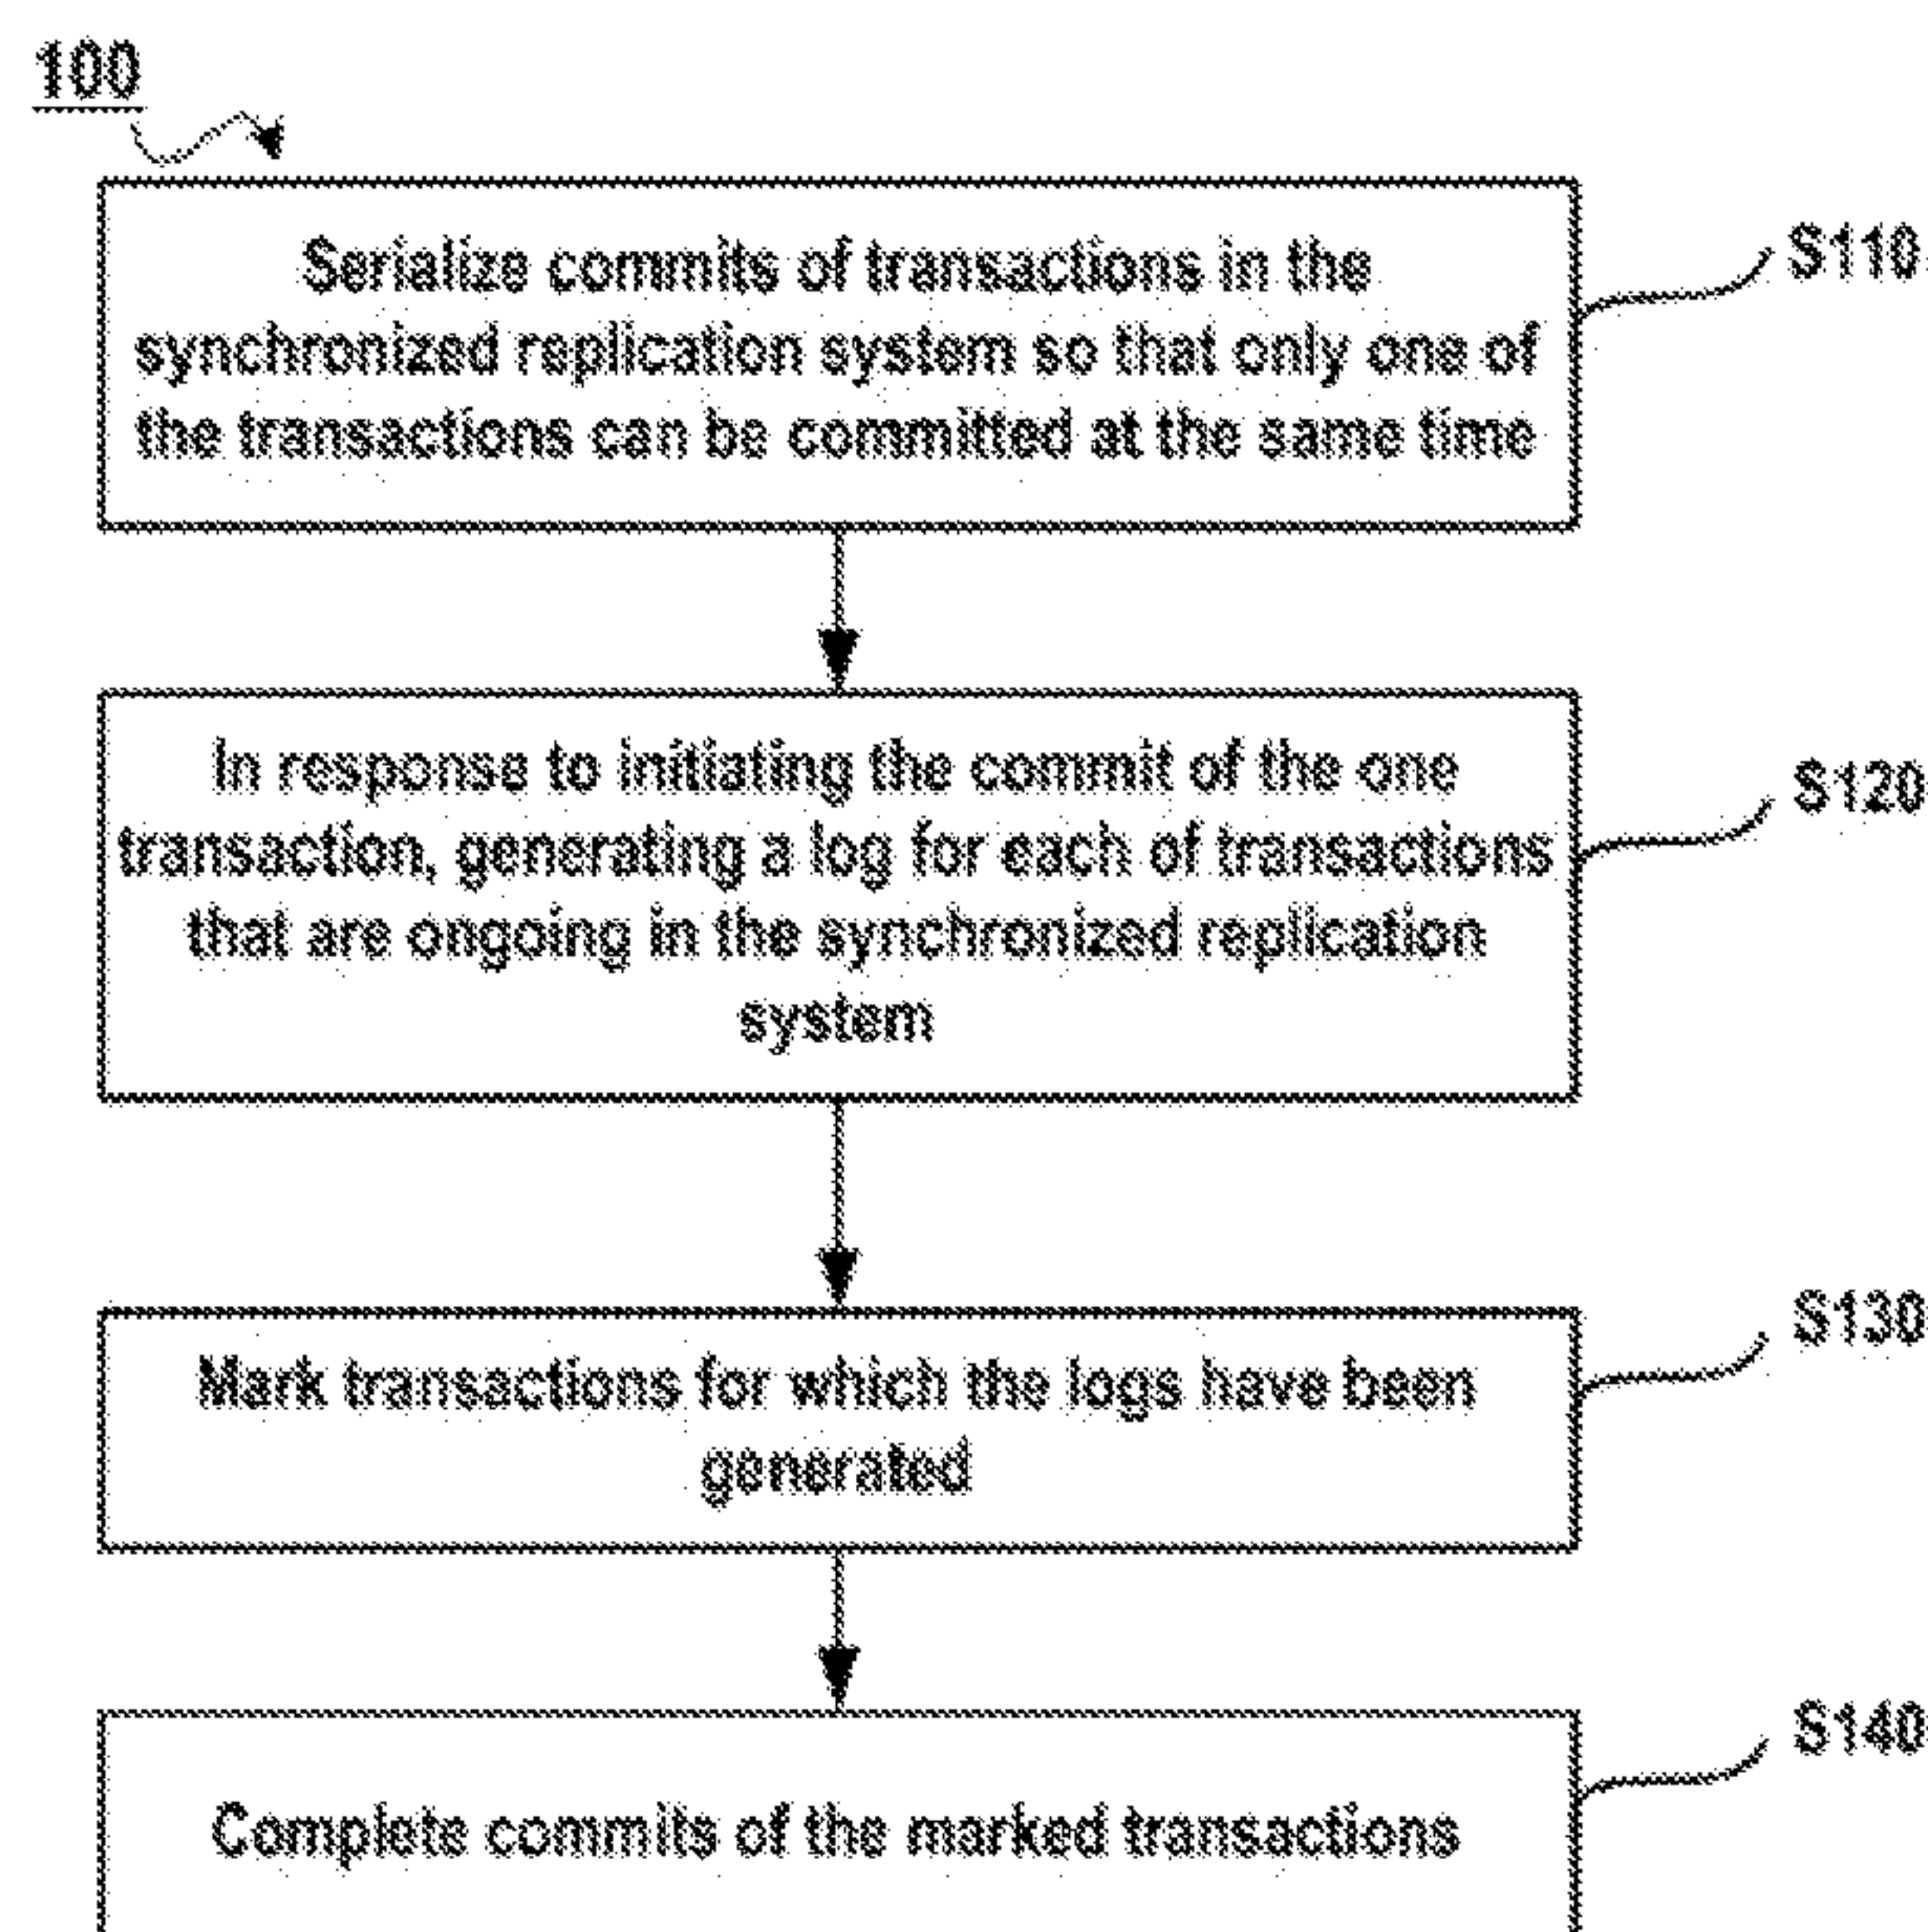 100
Serialize commits of transactions in the
synchronized replication system so that only one of
the transactions can be committed at the same time
S110
In response to initiating the commit of the one
transaction, generating a log for each of transactions
that are ongoing in the synchronized replication
system
S120
Mark transactions for which the logs have been
generated
S130
Complete commits of the marked transactions
S140